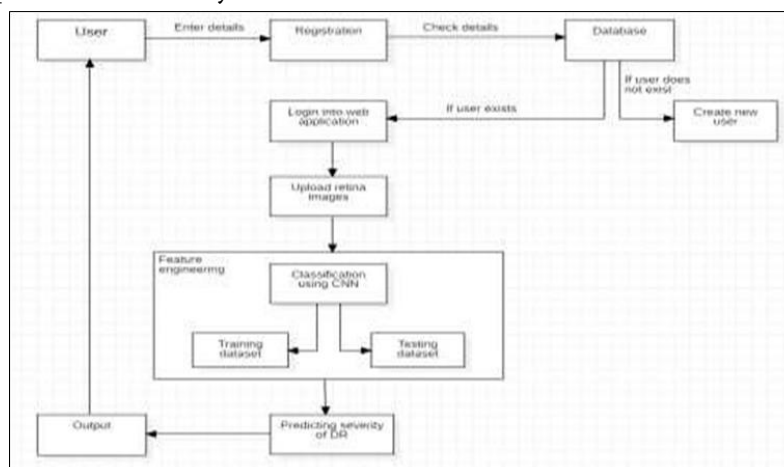 User
Enter details
Registration
Check details
Database
If user does
not exist
Login into web
application
If user exists
Create new
user
Upload retina
images
Feature
engineering
Classification
using CNN
Training
dataset
Testing
dataset
Output
Predicting severity
of DR